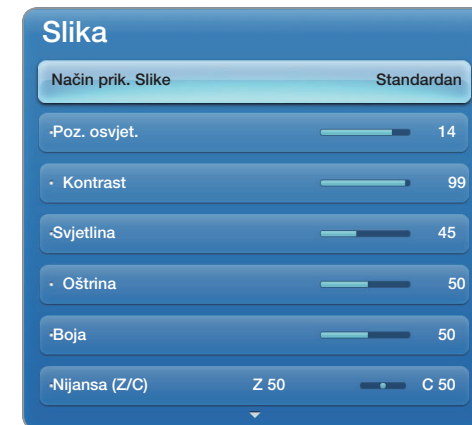 Slika
Način prik. Slike Standardan
·Poz. osvjet. 14
· Kontrast 99
·Svjetlina 45
· Oštrina 50
·Boja 50
·Nijansa (Z/C) Z 50 C 50